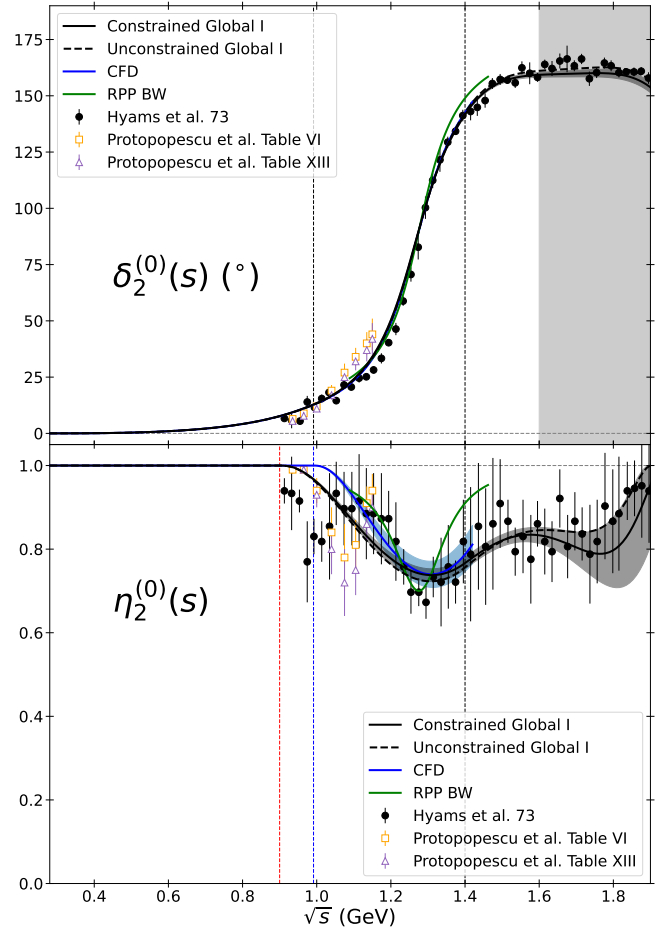 Constrained Global I
Unconstrained Global I
CFD
RPP BW
Hyams et al. 73
Protopopescu et al. Table VI
Protopopescu et al. Table XIII
175
150
125
100
75
50
25
0
δ₂⁽⁰⁾(s) (°)
1.0
0.8
0.6
0.4
0.2
0.0
η₂⁽⁰⁾(s)
Constrained Global I
Unconstrained Global I
CFD
RPP BW
Hyams et al. 73
Protopopescu et al. Table VI
Protopopescu et al. Table XIII
0.4 0.6 0.8 1.0 1.2 1.4 1.6 1.8
√s (GeV)